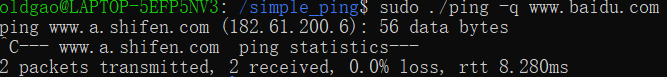 oldgao@LAPTOP-5EFP5NV3: /simple_ping$ sudo ./ping -q www.baidu.com
ping www.a.shifen.com (182.61.200.6): 56 data bytes
^C--- www.a.shifen.com  ping statistics---
2 packets transmitted, 2 received, 0.0% loss, rtt 8.280ms